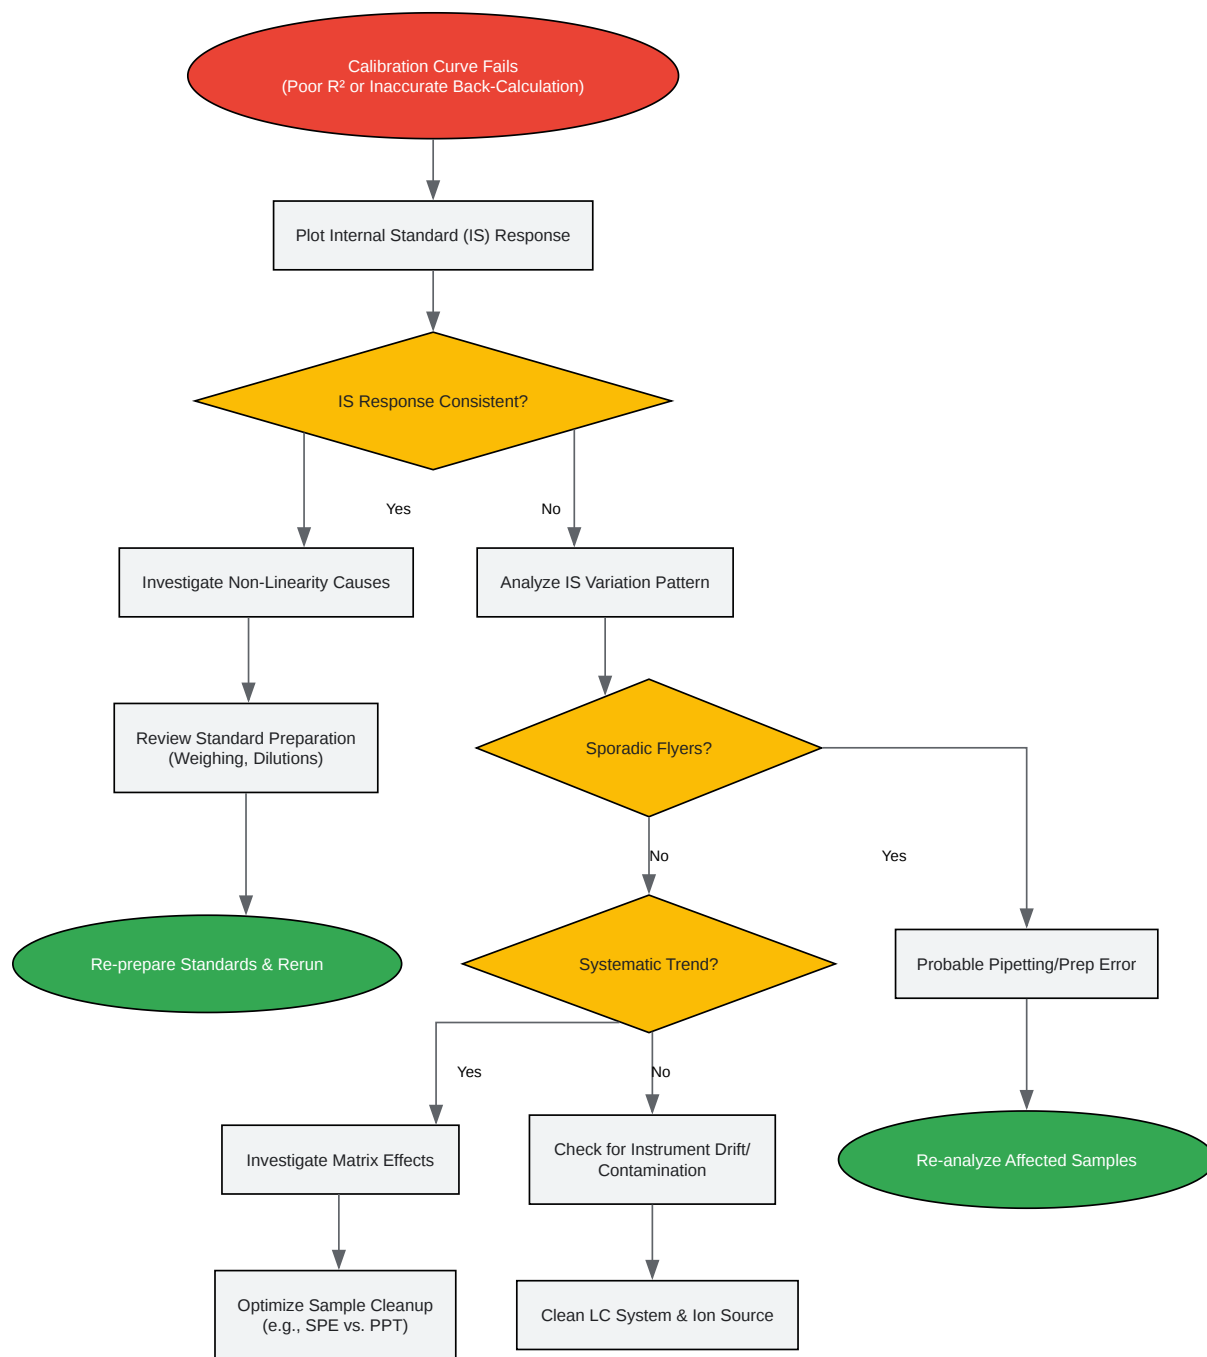 Calibration Curve Fails
(Poor R² or Inaccurate Back-Calculation)
Plot Internal Standard (IS) Response
IS Response Consistent?
Yes
No
Investigate Non-Linearity Causes
Analyze IS Variation Pattern
Review Standard Preparation
(Weighing, Dilutions)
Sporadic Flyers?
No
Yes
Re-prepare Standards & Rerun
Systematic Trend?
Probable Pipetting/Prep Error
Yes
No
Investigate Matrix Effects
Check for Instrument Drift/
Contamination
Re-analyze Affected Samples
Optimize Sample Cleanup
(e.g., SPE vs. PPT)
Clean LC System & Ion Source